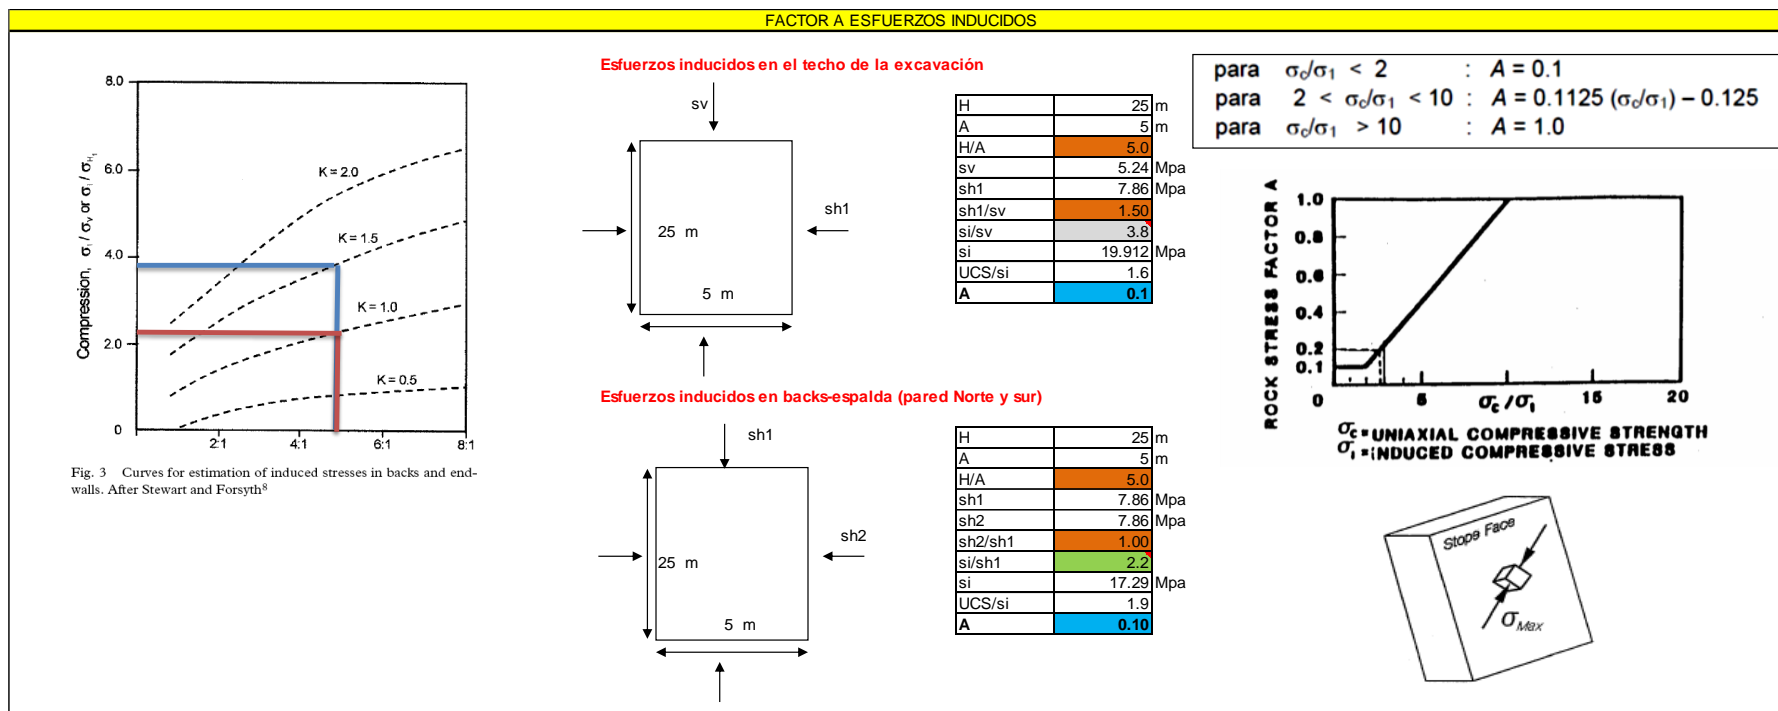 FACTOR A ESFUERZOS INDUCIDOS
8.0
6.0
4.0
2.0
0
Compression, σi / σv, or σi / σH1
K = 2.0
K = 1.5
K = 1.0
K = 0.5
2:1 4:1 6:1 8:1
Fig. 3 Curves for estimation of induced stresses in backs and end-
walls. After Stewart and Forsyth8
Esfuerzos inducidos en el techo de la excavación
sv
sh1
25 m
5 m
H 25 m
A 5 m
H/A 5.0
sv 5.24 Mpa
sh1 7.86 Mpa
sh1/sv 1.50
si/sv 3.8
si 19.912 Mpa
UCS/si 1.6
A 0.1
Esfuerzos inducidos en backs-espalda (pared Norte y sur)
sh1
sh2
25 m
5 m
H 25 m
A 5 m
H/A 5.0
sh1 7.86 Mpa
sh2 7.86 Mpa
sh2/sh1 1.00
si/sh1 2.2
si 17.29 Mpa
UCS/si 1.9
A 0.10
para σc/σ1 < 2 : A = 0.1
para 2 < σc/σ1 < 10 : A = 0.1125 (σc/σ1) – 0.125
para σc/σ1 > 10 : A = 1.0
ROCK STRESS FACTOR A
1.0
0.8
0.6
0.4
0.2
0.1
0 5 σc/σi 15 20
σc = UNIAXIAL COMPRESSIVE STRENGTH
σi = INDUCED COMPRESSIVE STRESS
Stope Face
σMax